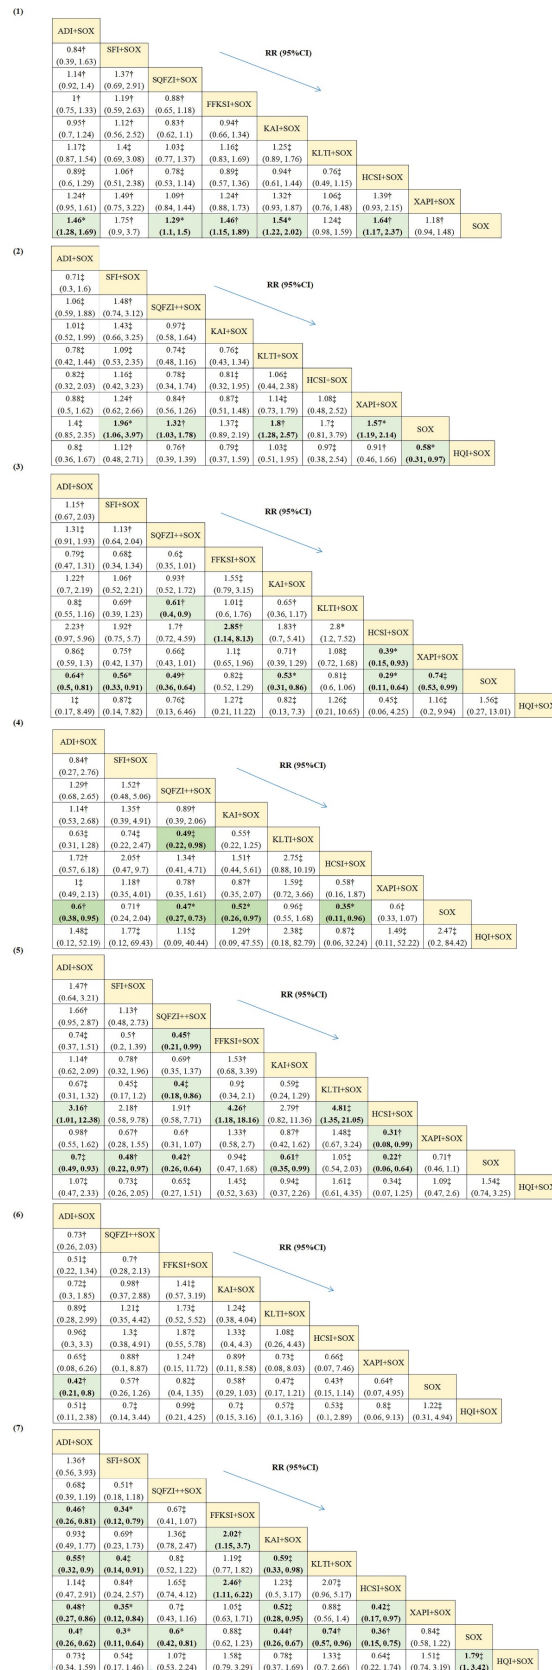 (1)
ADI+SOX
0.84† SFI+SOX
(0.39, 1.63)
RR (95%CI)
1.14† 1.37† SQFZI+SOX
(0.92, 1.4) (0.69, 2.91)
1† 1.19† 0.88† FFKSI+SOX
(0.75, 1.33) (0.59, 2.63) (0.65, 1.18)
0.95† 1.12† 0.83† 0.94† KAI+SOX
(0.7, 1.24) (0.56, 2.52) (0.62, 1.1) (0.66, 1.34)
1.17‡ 1.4‡ 1.03‡ 1.16‡ 1.25‡ KLTI+SOX
(0.87, 1.54) (0.69, 3.08) (0.77, 1.37) (0.83, 1.69) (0.89, 1.76)
0.89‡ 1.06† 0.78‡ 0.89‡ 0.94† 0.76‡ HCSI+SOX
(0.6, 1.29) (0.51, 2.38) (0.53, 1.14) (0.57, 1.36) (0.61, 1.44) (0.49, 1.15)
1.24† 1.49† 1.09† 1.24† 1.32† 1.06‡ 1.39† XAPI+SOX
(0.95, 1.61) (0.75, 3.22) (0.84, 1.44) (0.88, 1.73) (0.93, 1.87) (0.76, 1.48) (0.93, 2.15)
1.46* 1.75† 1.29* 1.46† 1.54* 1.24‡ 1.64‡ 1.18† SOX
(1.28, 1.69) (0.9, 3.7) (1.1, 1.5) (1.15, 1.89) (1.22, 2.02) (0.98, 1.59) (1.17, 2.37) (0.94, 1.48)
(2)
ADI+SOX
0.71‡ SFI+SOX
(0.3, 1.6)
RR (95%CI)
1.06‡ 1.48† SQFZI++SOX
(0.59, 1.88) (0.74, 3.12)
1.01‡ 1.43‡ 0.97‡ KAI+SOX
(0.52, 1.99) (0.66, 3.25) (0.58, 1.64)
0.78‡ 1.09‡ 0.74‡ 0.76‡ KLTI+SOX
(0.42, 1.44) (0.53, 2.35) (0.48, 1.16) (0.43, 1.34)
0.82‡ 1.16‡ 0.78‡ 0.81‡ 1.06‡ HCSI+SOX
(0.32, 2.03) (0.42, 3.23) (0.34, 1.74) (0.32, 1.95) (0.44, 2.38)
0.88‡ 1.24† 0.84† 0.87‡ 1.14‡ 1.08‡ XAPI+SOX
(0.5, 1.62) (0.62, 2.66) (0.56, 1.26) (0.51, 1.48) (0.73, 1.79) (0.48, 2.52)
1.4‡ 1.96* 1.32† 1.37‡ 1.8† 1.7‡ 1.57* SOX
(0.85, 2.35) (1.06, 3.97) (1.03, 1.78) (0.89, 2.19) (1.28, 2.57) (0.81, 3.79) (1.19, 2.14)
0.8‡ 1.12† 0.76† 0.79‡ 1.03‡ 0.97‡ 0.91† 0.58* HQI+SOX
(0.36, 1.67) (0.48, 2.71) (0.39, 1.39) (0.37, 1.59) (0.51, 1.95) (0.38, 2.54) (0.46, 1.66) (0.31, 0.97)
(3)
ADI+SOX
1.15† SFI+SOX
(0.67, 2.03)
RR (95%CI)
1.31‡ 1.13† SQFZI++SOX
(0.91, 1.93) (0.64, 2.04)
0.79‡ 0.68‡ 0.6‡ FFKSI+SOX
(0.47, 1.31) (0.34, 1.34) (0.35, 1.01)
1.22† 1.06† 0.93† 1.55‡ KAI+SOX
(0.7, 2.19) (0.52, 2.21) (0.52, 1.72) (0.79, 3.15)
0.8‡ 0.69† 0.61† 1.01‡ 0.65† KLTI+SOX
(0.55, 1.16) (0.39, 1.23) (0.4, 0.9) (0.6, 1.76) (0.36, 1.17)
2.23† 1.92† 1.7† 2.85† 1.83† 2.8* HCSI+SOX
(0.97, 5.96) (0.75, 5.7) (0.72, 4.59) (1.14, 8.13) (0.7, 5.41) (1.2, 7.52)
0.86‡ 0.75† 0.66‡ 1.1‡ 0.71† 1.08‡ 0.39* XAPI+SOX
(0.59, 1.3) (0.42, 1.37) (0.43, 1.01) (0.65, 1.96) (0.39, 1.29) (0.72, 1.68) (0.15, 0.93)
0.64† 0.56* 0.49† 0.82‡ 0.53* 0.81‡ 0.29* 0.74‡ SOX
(0.5, 0.81) (0.33, 0.91) (0.36, 0.64) (0.52, 1.29) (0.31, 0.86) (0.6, 1.06) (0.11, 0.64) (0.53, 0.99)
1‡ 0.87‡ 0.76‡ 1.27‡ 0.82‡ 1.26‡ 0.45‡ 1.16‡ 1.56‡ HQI+SOX
(0.17, 8.49) (0.14, 7.82) (0.13, 6.46) (0.21, 11.22) (0.13, 7.3) (0.21, 10.65) (0.06, 4.25) (0.2, 9.94) (0.27, 13.01)
(4)
ADI+SOX
0.84† SFI+SOX
(0.27, 2.76)
RR (95%CI)
1.29‡ 1.52† SQFZI++SOX
(0.68, 2.65) (0.48, 5.06)
1.14† 1.35† 0.89† KAI+SOX
(0.53, 2.68) (0.39, 4.91) (0.39, 2.06)
0.63‡ 0.74‡ 0.49‡ 0.55† KLTI+SOX
(0.31, 1.28) (0.22, 2.47) (0.22, 0.98) (0.22, 1.25)
1.72† 2.05† 1.34† 1.51† 2.75‡ HCSI+SOX
(0.57, 6.18) (0.47, 9.7) (0.41, 4.71) (0.44, 5.61) (0.88, 10.19)
1‡ 1.18† 0.78† 0.87† 1.59‡ 0.58† XAPI+SOX
(0.49, 2.13) (0.35, 4.01) (0.35, 1.61) (0.35, 2.07) (0.72, 3.66) (0.16, 1.87)
0.6† 0.71† 0.47* 0.52* 0.96‡ 0.35* 0.6‡ SOX
(0.38, 0.95) (0.24, 2.04) (0.27, 0.73) (0.26, 0.97) (0.55, 1.68) (0.11, 0.96) (0.33, 1.07)
1.48‡ 1.77† 1.15† 1.29† 2.38‡ 0.87† 1.49† 2.47‡ HQI+SOX
(0.12, 52.19) (0.12, 69.43) (0.09, 40.44) (0.09, 47.55) (0.18, 82.79) (0.06, 32.24) (0.11, 52.22) (0.2, 84.42)
(5)
ADI+SOX
1.47† SFI+SOX
(0.64, 3.21)
RR (95%CI)
1.66† 1.13† SQFZI++SOX
(0.95, 2.87) (0.48, 2.73)
0.74‡ 0.5† 0.45† FFKSI+SOX
(0.37, 1.51) (0.2, 1.39) (0.21, 0.99)
1.14† 0.78† 0.69† 1.53† KAI+SOX
(0.62, 2.09) (0.32, 1.96) (0.35, 1.37) (0.68, 3.39)
0.67‡ 0.45† 0.4‡ 0.9‡ 0.59‡ KLTI+SOX
(0.31, 1.32) (0.17, 1.2) (0.18, 0.86) (0.34, 2.1) (0.24, 1.29)
3.16† 2.18† 1.91† 4.26† 2.79† 4.81‡ HCSI+SOX
(1.01, 12.38) (0.58, 9.78) (0.58, 7.71) (1.18, 18.16) (0.82, 11.36) (1.35, 21.05)
0.98† 0.67† 0.6† 1.33† 0.87† 1.48‡ 0.31† XAPI+SOX
(0.55, 1.62) (0.28, 1.55) (0.31, 1.07) (0.58, 2.7) (0.42, 1.62) (0.67, 3.24) (0.08, 0.99)
0.7‡ 0.48† 0.42† 0.94† 0.61† 1.05‡ 0.22† 0.71† SOX
(0.49, 0.93) (0.22, 0.97) (0.26, 0.64) (0.47, 1.68) (0.35, 0.99) (0.54, 2.03) (0.06, 0.64) (0.46, 1.1)
1.07‡ 0.73‡ 0.65‡ 1.45‡ 0.94‡ 1.61‡ 0.34‡ 1.09‡ 1.54‡ HQI+SOX
(0.47, 2.33) (0.26, 2.05) (0.27, 1.51) (0.52, 3.63) (0.37, 2.26) (0.61, 4.35) (0.07, 1.25) (0.47, 2.6) (0.74, 3.25)
(6)
ADI+SOX
0.73† SQFZI++SOX
(0.26, 2.03)
RR (95%CI)
0.51‡ 0.7† FFKSI+SOX
(0.22, 1.34) (0.28, 2.13)
0.72‡ 0.98† 1.41‡ KAI+SOX
(0.3, 1.85) (0.37, 2.88) (0.57, 3.19)
0.89‡ 1.21‡ 1.73‡ 1.24‡ KLTI+SOX
(0.28, 2.99) (0.35, 4.42) (0.52, 5.52) (0.38, 4.04)
0.96‡ 1.3‡ 1.87‡ 1.33‡ 1.08‡ HCSI+SOX
(0.3, 3.3) (0.38, 4.91) (0.55, 5.78) (0.4, 4.3) (0.26, 4.43)
0.65‡ 0.88† 1.24† 0.89† 0.73‡ 0.66‡ XAPI+SOX
(0.08, 6.26) (0.1, 8.87) (0.15, 11.72) (0.11, 8.58) (0.08, 8.03) (0.07, 7.46)
0.42† 0.57† 0.82‡ 0.58‡ 0.47‡ 0.43‡ 0.64† SOX
(0.21, 0.8) (0.26, 1.26) (0.4, 1.35) (0.29, 1.03) (0.17, 1.21) (0.15, 1.14) (0.07, 4.95)
0.51‡ 0.7‡ 0.99‡ 0.7‡ 0.57‡ 0.53‡ 0.8‡ 1.22‡ HQI+SOX
(0.11, 2.38) (0.14, 3.44) (0.21, 4.25) (0.15, 3.16) (0.1, 3.16) (0.1, 2.89) (0.06, 9.13) (0.31, 4.94)
(7)
ADI+SOX
1.36† SFI+SOX
(0.56, 3.93)
RR (95%CI)
0.68‡ 0.51† SQFZI++SOX
(0.39, 1.19) (0.18, 1.18)
0.46† 0.34* 0.67‡ FFKSI+SOX
(0.26, 0.81) (0.12, 0.79) (0.41, 1.07)
0.93‡ 0.69† 1.36‡ 2.02† KAI+SOX
(0.49, 1.77) (0.23, 1.73) (0.78, 2.47) (1.15, 3.7)
0.55† 0.4‡ 0.8‡ 1.19‡ 0.59‡ KLTI+SOX
(0.32, 0.9) (0.14, 0.91) (0.52, 1.22) (0.77, 1.82) (0.33, 0.98)
1.14‡ 0.84† 1.65‡ 2.46† 1.23‡ 2.07‡ HCSI+SOX
(0.47, 2.91) (0.24, 2.57) (0.74, 4.12) (1.11, 6.22) (0.5, 3.17) (0.96, 5.17)
0.48† 0.35* 0.7‡ 1.05‡ 0.52‡ 0.88‡ 0.42‡ XAPI+SOX
(0.27, 0.86) (0.12, 0.84) (0.43, 1.16) (0.63, 1.71) (0.28, 0.95) (0.56, 1.4) (0.17, 0.97)
0.4† 0.3* 0.6* 0.88‡ 0.44† 0.74‡ 0.36† 0.84‡ SOX
(0.26, 0.62) (0.11, 0.64) (0.42, 0.81) (0.62, 1.23) (0.26, 0.67) (0.57, 0.96) (0.15, 0.75) (0.58, 1.22)
0.73‡ 0.54† 1.07‡ 1.58‡ 0.78‡ 1.33‡ 0.64‡ 1.51‡ 1.79‡ HQI+SOX
(0.34, 1.59) (0.17, 1.46) (0.53, 2.24) (0.79, 3.29) (0.37, 1.69) (0.7, 2.66) (0.22, 1.74) (0.74, 3.19) (1, 3.42)